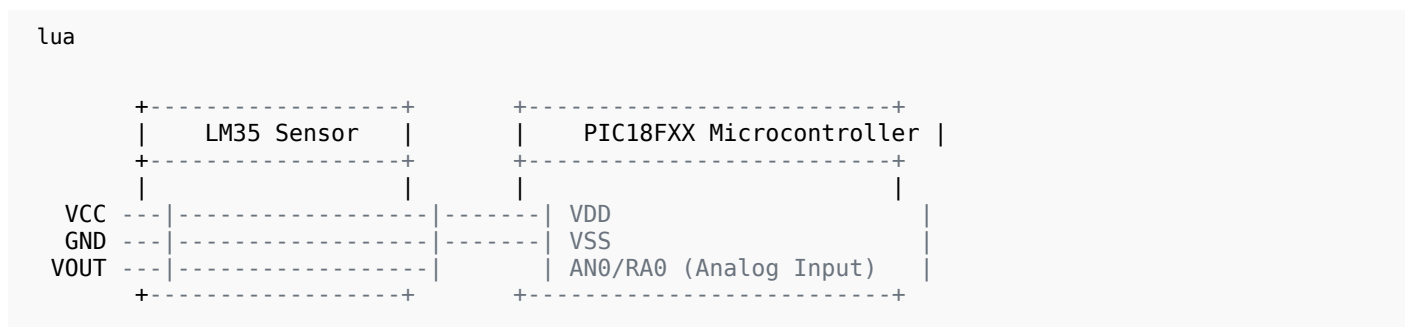 lua
+------------------+       +--------------------------+
|    LM35 Sensor   |       |    PIC18FXX Microcontroller |
+------------------+       +--------------------------+
|                  |       |                          |
VCC ---|------------------|-------| VDD                      |
GND ---|------------------|-------| VSS                      |
VOUT ---|------------------|       | AN0/RA0 (Analog Input)   |
+------------------+       +--------------------------+